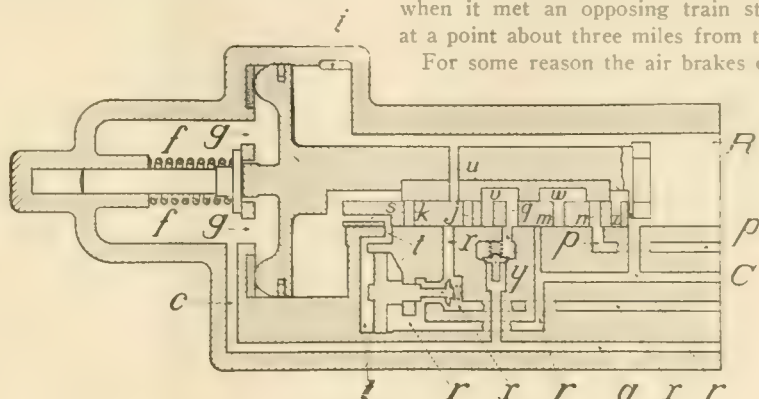 when it met an opposing train st
at a point about three miles from t
For some reason the air brakes
i
R
f g
u
v w
s k j q m n
f g t r p p
y C
c
t r x r q r r